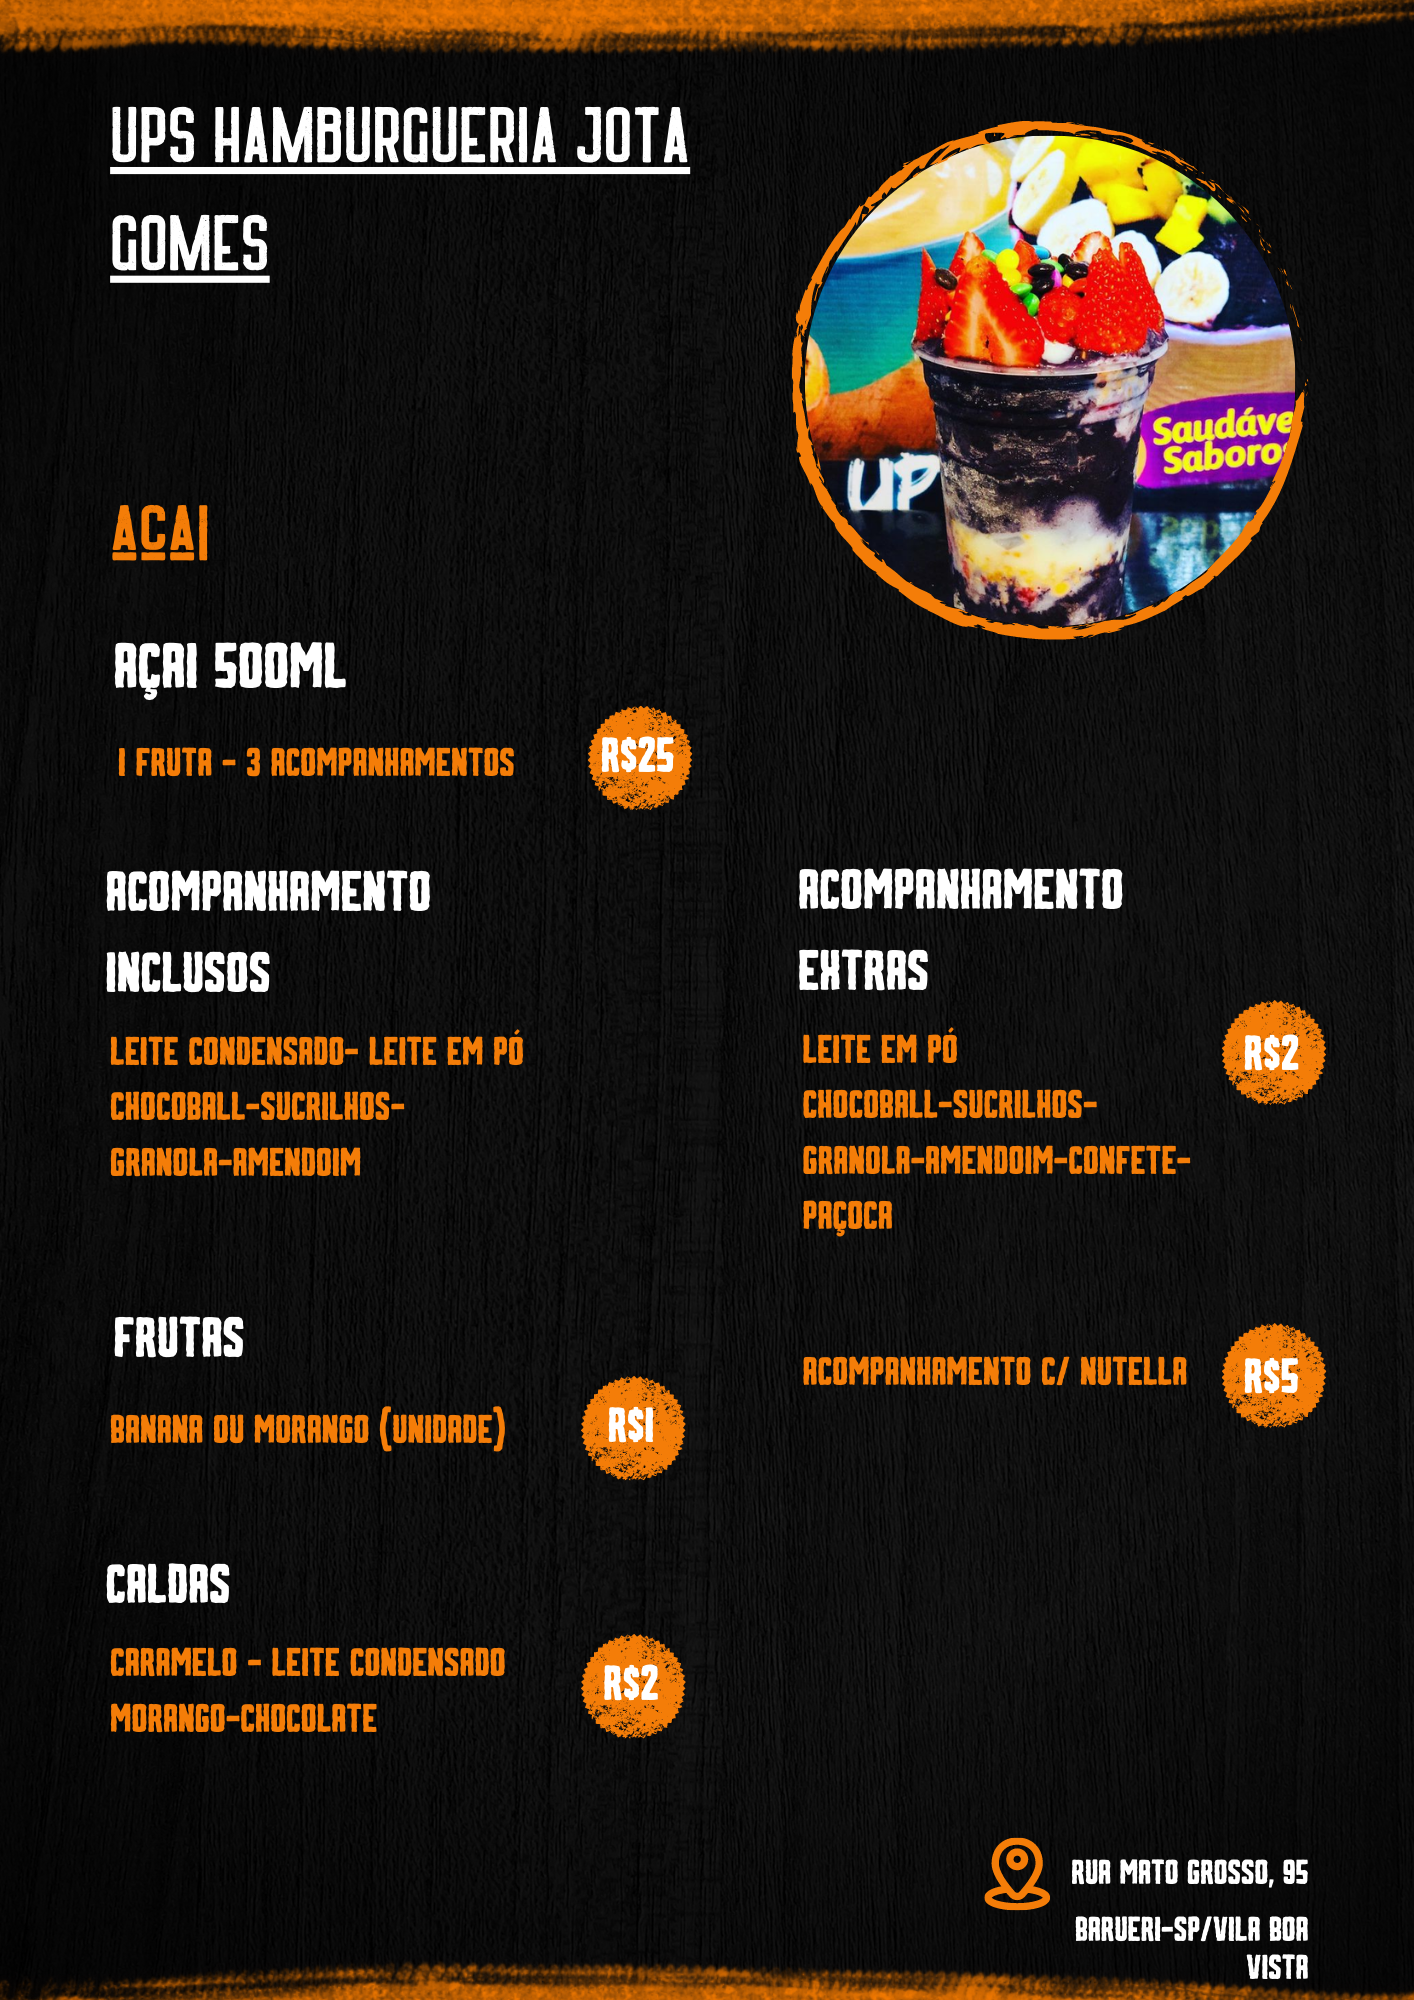 UPS HAMBURGUERIA JOTA
GOMES
Saudáve
Saboro
UP
AÇAI
AÇAI 500ML
1 FRUTA - 3 ACOMPANHAMENTOS
R$25
ACOMPANHAMENTO
INCLUSOS
LEITE CONDENSADO- LEITE EM PÓ
CHOCOBALL-SUCRILHOS-
GRANOLA-AMENDOIM
ACOMPANHAMENTO
EXTRAS
LEITE EM PÓ
R$2
CHOCOBALL-SUCRILHOS-
GRANOLA-AMENDOIM-CONFETE-
PAÇOCA
FRUTAS
BANANA OU MORANGO (UNIDADE)
R$1
ACOMPANHAMENTO C/ NUTELLA
R$5
CALDAS
CARAMELO - LEITE CONDENSADO
MORANGO-CHOCOLATE
R$2
RUA MATO GROSSO, 95
BARUERI-SP/VILA BOA
VISTA